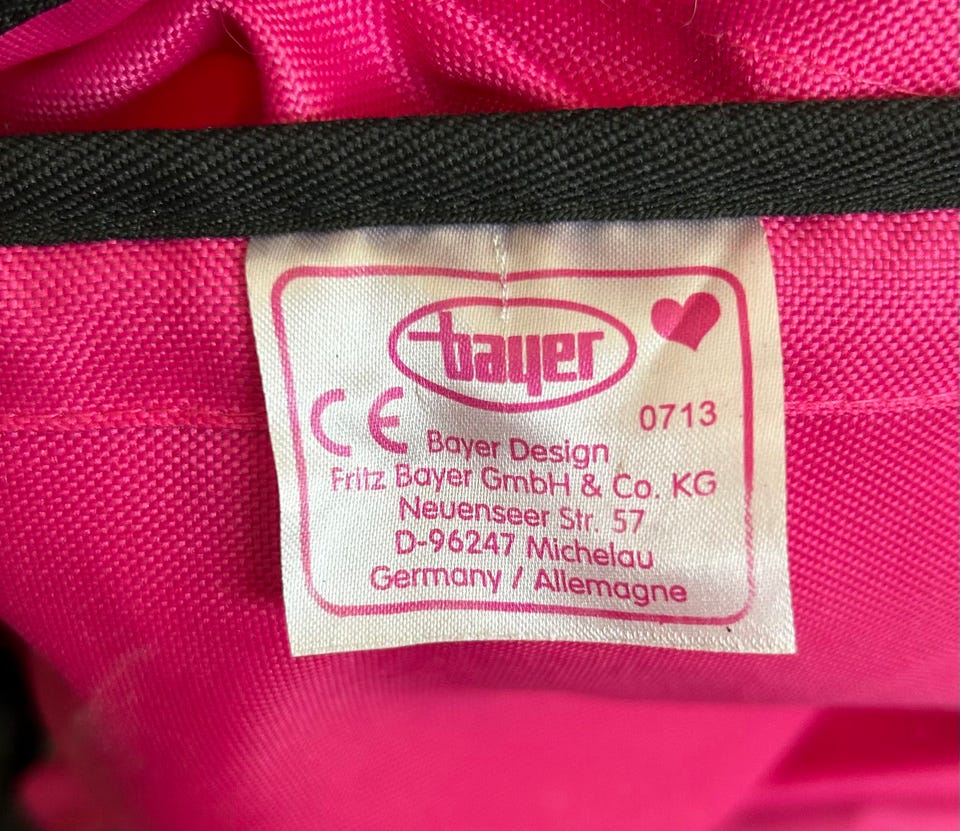 bayer
0713
CE
Bayer Design
Fritz Bayer GmbH & Co. KG
Neuenseer Str. 57
D-96247 Michelau
Germany / Allemagne